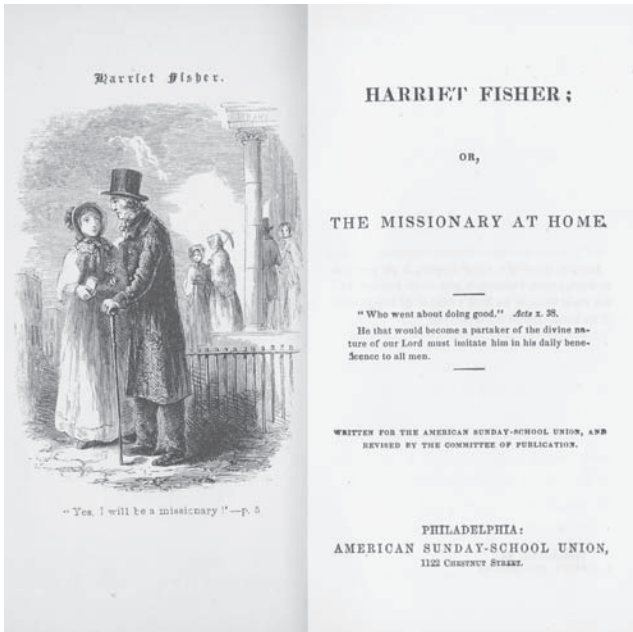 Harriet Fisher.
"Yes, I will be a missionary!"—p. 5
HARRIET FISHER;
OR,
THE MISSIONARY AT HOME.
"Who went about doing good." Acts x. 38.
He that would become a partaker of the divine na-
ture of our Lord must imitate him in his daily bene-
ficence to all men.
WRITTEN FOR THE AMERICAN SUNDAY-SCHOOL UNION, AND
REVISED BY THE COMMITTEE OF PUBLICATION.
PHILADELPHIA:
AMERICAN SUNDAY-SCHOOL UNION,
1122 CHESTNUT STREET.